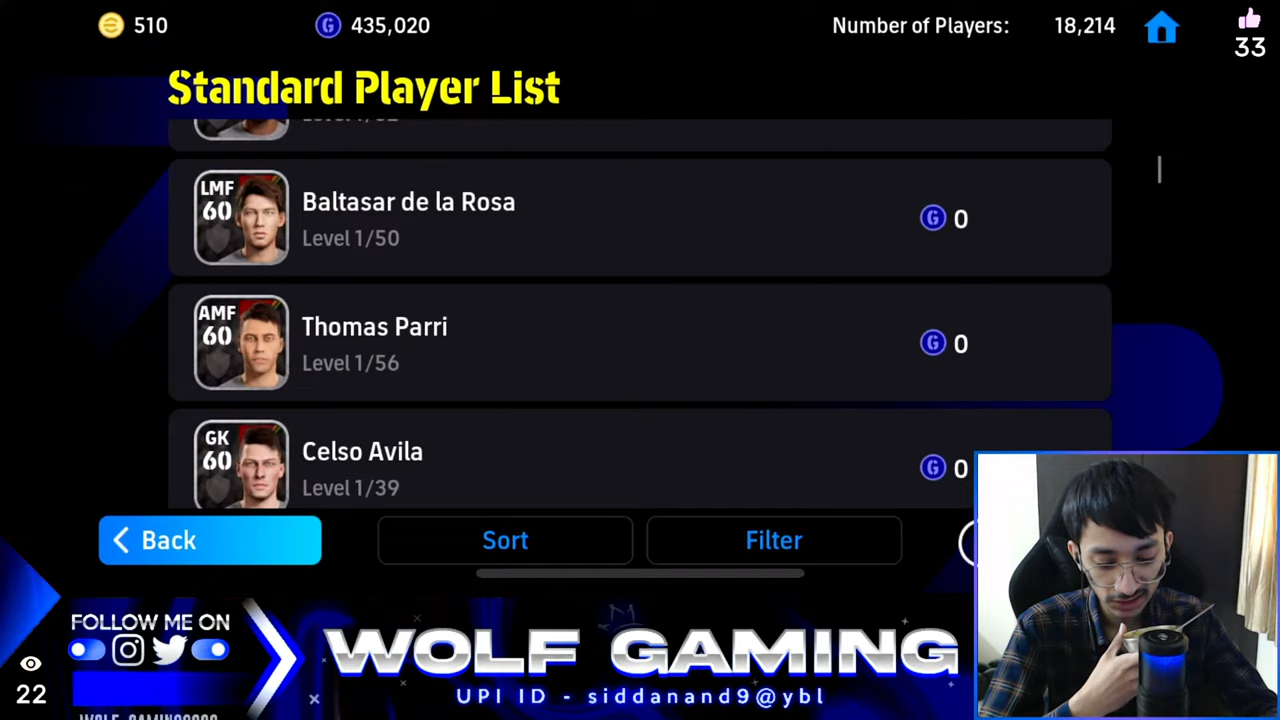 510
435,020
Number of Players: 18,214
33
Standard Player List
LMF
60
Baltasar de la Rosa
Level 1/50
0
AMF
60
Thomas Parri
Level 1/56
0
GK
60
Celso Avila
Level 1/39
0
Back
Sort
Filter
FOLLOW ME ON
22
WOLF GAMING
UPI ID - siddanand9@ybl